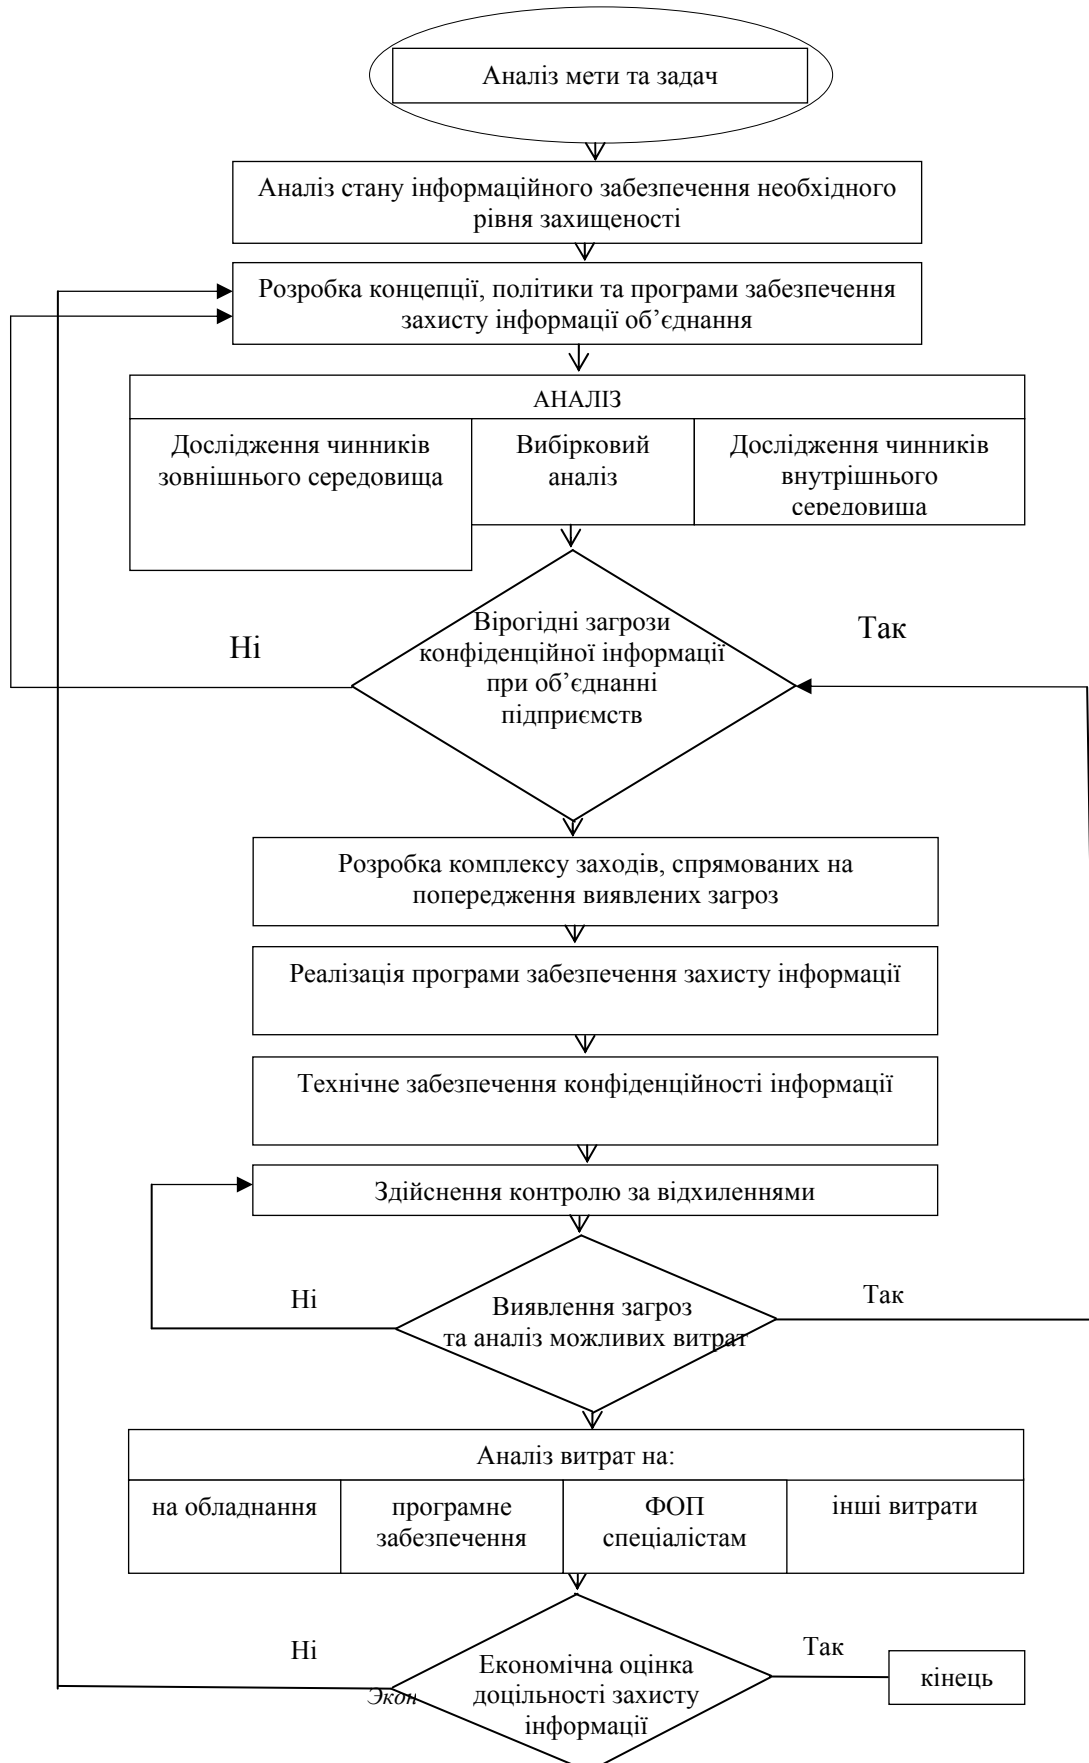 Аналіз мети та задач
Аналіз стану інформаційного забезпечення необхідного
рівня захищеності
Розробка концепції, політики та програми забезпечення
захисту інформації об’єднання
АНАЛІЗ
Дослідження чинників
зовнішнього середовища
Вибірковий
аналіз
Дослідження чинників
внутрішнього
середовища
Ні
Вірогідні загрози
конфіденційної інформації
при об’єднанні
підприємств
Так
Розробка комплексу заходів, спрямованих на
попередження виявлених загроз
Реалізація програми забезпечення захисту інформації
Технічне забезпечення конфіденційності інформації
Здійснення контролю за відхиленнями
Ні
Виявлення загроз
та аналіз можливих витрат
Так
Аналіз витрат на:
на обладнання
програмне
забезпечення
ФОП
спеціалістам
інші витрати
Ні
Економічна оцінка
доцільності захисту
інформації
Так
кінець
Экон